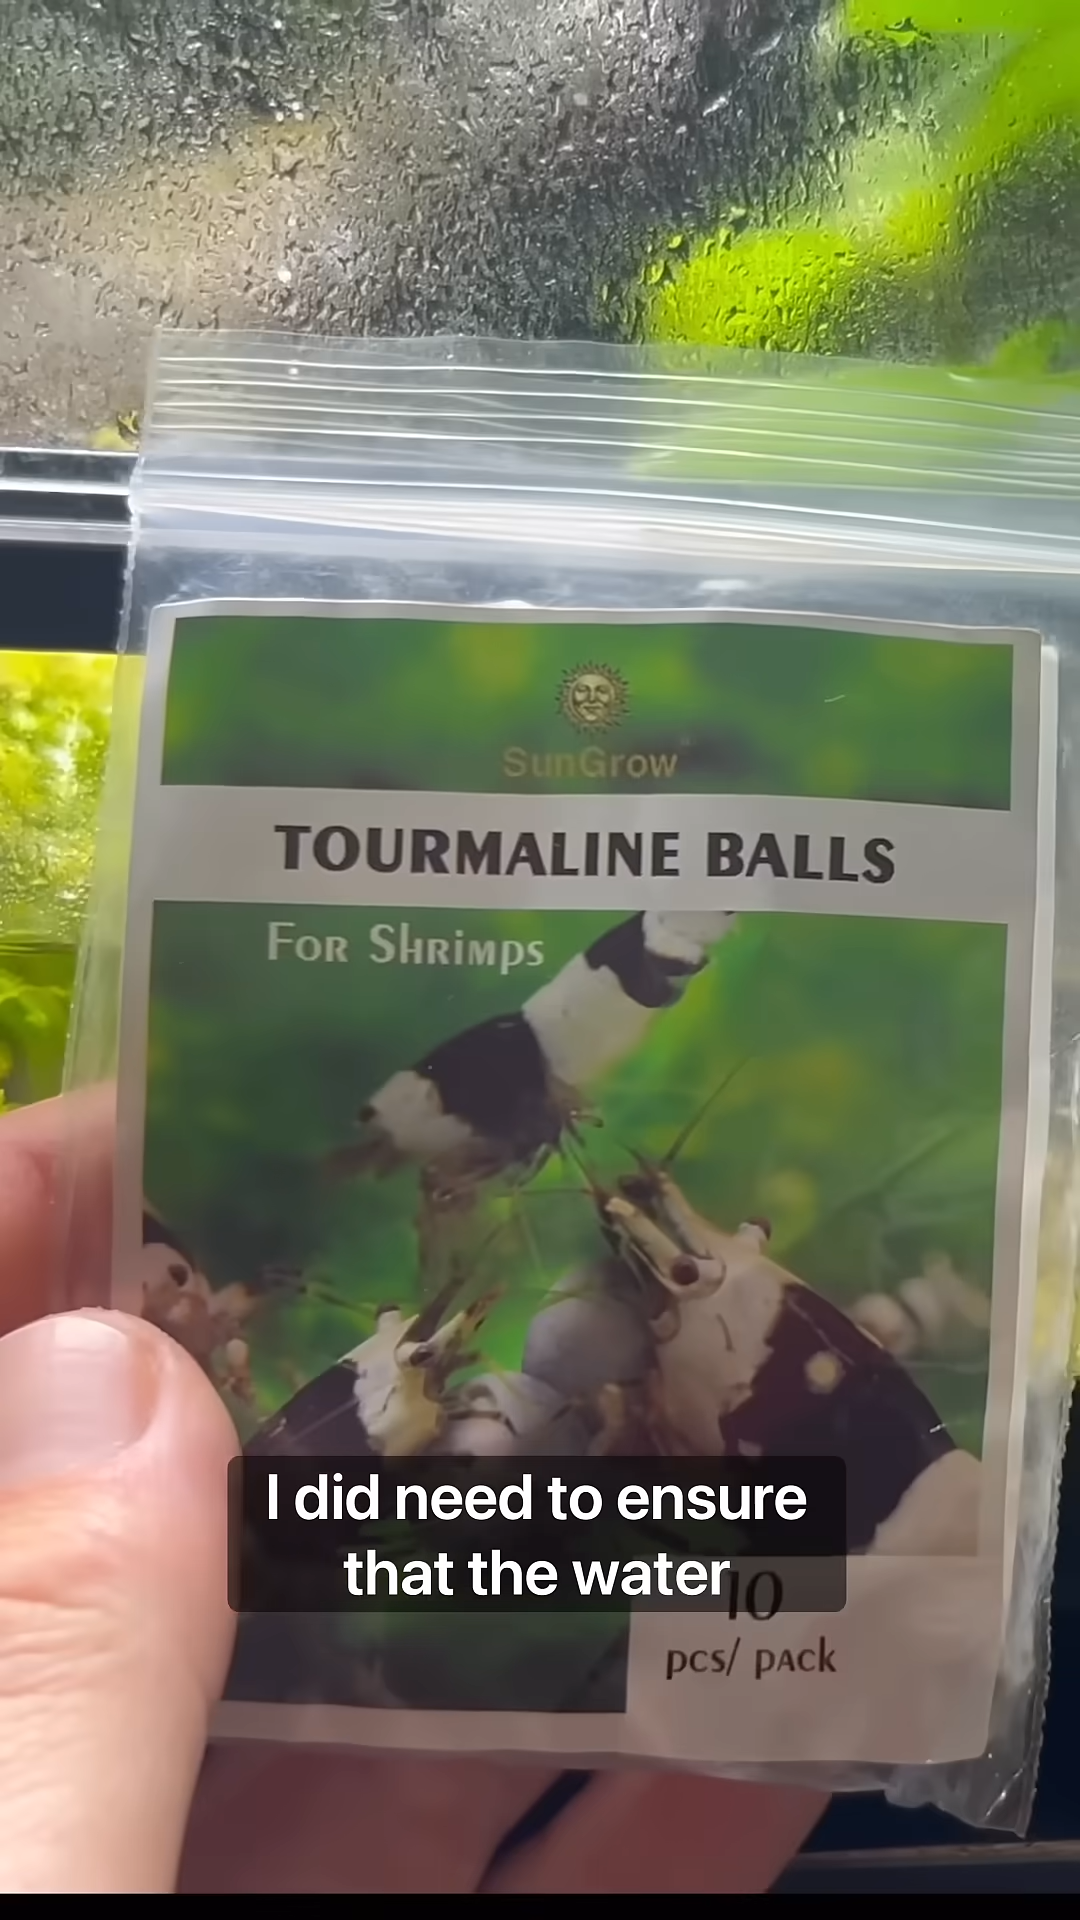 SunGrow
TOURMALINE BALLS
FOR SHRIMPS
I did need to ensure
that the water
10
pcs/ pack